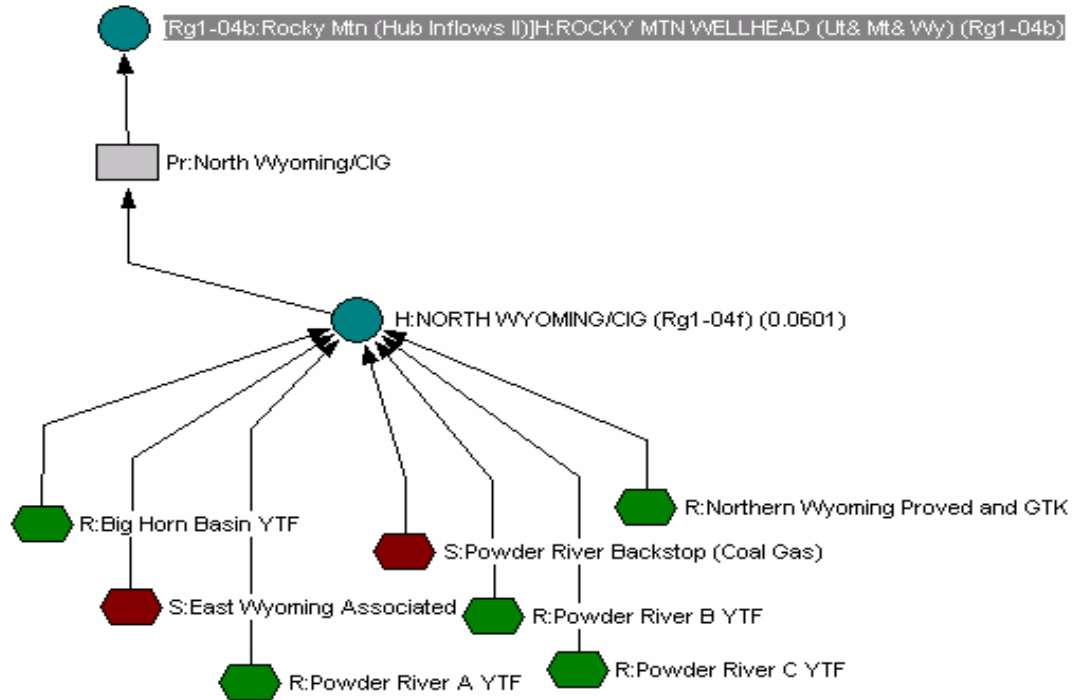 [Rg1-04b:Rocky Mtn (Hub Inflows II)]H:ROCKY MTN WELLHEAD (Ut& Mt& Wy) (Rg1-04b)
Pr:North Wyoming/CIG
H:NORTH WYOMING/CIG (Rg1-04f) (0.0601)
R:Northern Wyoming Proved and GTK
R:Big Horn Basin YTF
S:Powder River Backstop (Coal Gas)
S:East Wyoming Associated
R:Powder River B YTF
R:Powder River C YTF
R:Powder River A YTF